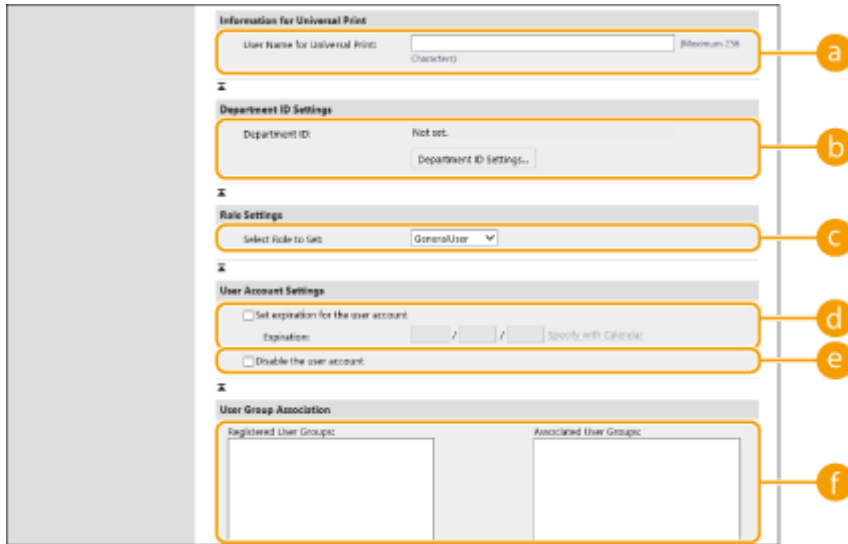 Information for Universal Print
User Name for Universal Print: (Maximum 256
Characters)
a
Department ID Settings
Department ID: Not set.
Department ID Settings...
b
Role Settings
Select Role to Set: GeneralUser
c
User Account Settings
Set expiration for the user account
Expiration: / / Specify with Calendar
d
Disable the user account
e
User Group Association
Registered User Groups: Associated User Groups:
f